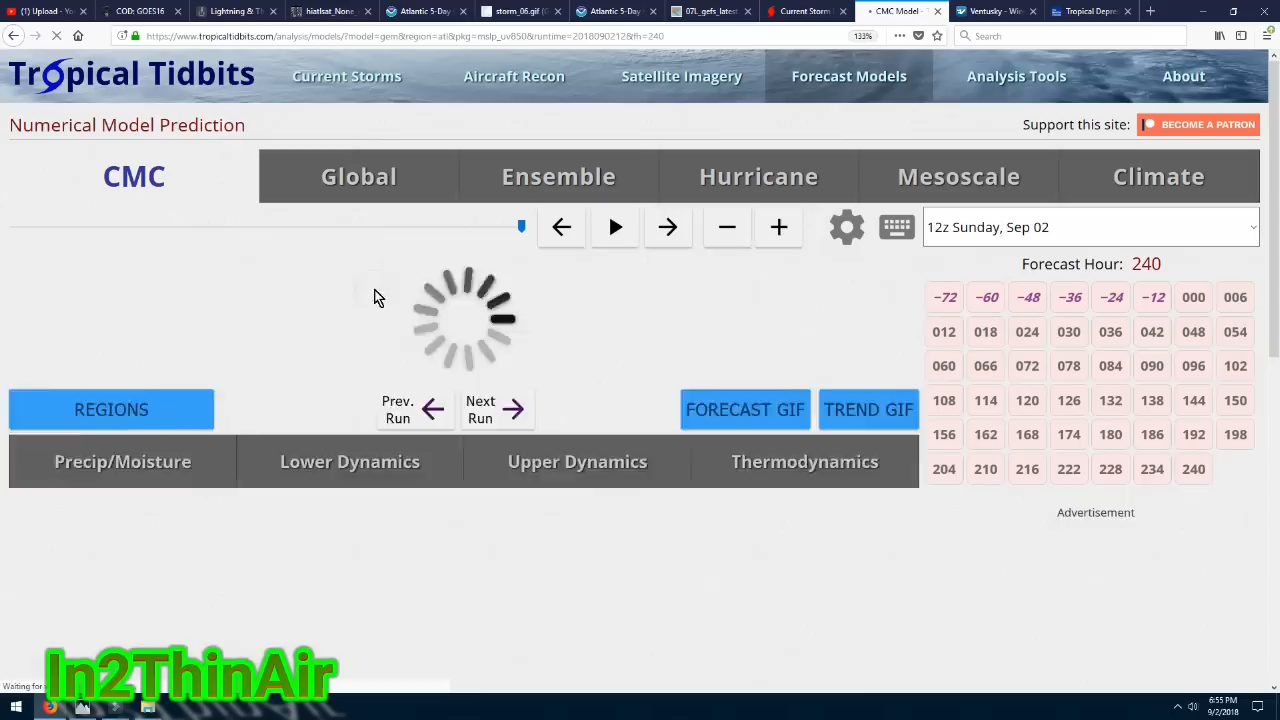 (1) Upload - Yo
COD: GOES16
Lightning & Th
hiatlsat_None_
Atlantic 5-Day
storm_06.gif (G
Atlantic 5-Day
07L_gefs_latest
Current Storm I
CMC Model - T
Ventusky - Win
Tropical Depre
https://www.tropicaltidbits.com/analysis/models/?model=gem&region=atl&pkg=mslp_uv850&runtime=2018090212&fh=240
133%
Search
Tropical Tidbits
Current Storms
Aircraft Recon
Satellite Imagery
Forecast Models
Analysis Tools
About
Numerical Model Prediction
Support this site:
BECOME A PATRON
CMC
Global
Ensemble
Hurricane
Mesoscale
Climate
12z Sunday, Sep 02
Forecast Hour: 240
-72 -60 -48 -36 -24 -12 000 006
012 018 024 030 036 042 048 054
060 066 072 078 084 090 096 102
108 114 120 126 132 138 144 150
156 162 168 174 180 186 192 198
204 210 216 222 228 234 240
REGIONS
Prev. Run
Next Run
FORECAST GIF
TREND GIF
Precip/Moisture
Lower Dynamics
Upper Dynamics
Thermodynamics
Advertisement
In2ThinAir
Waiting for
6:55 PM
9/2/2018